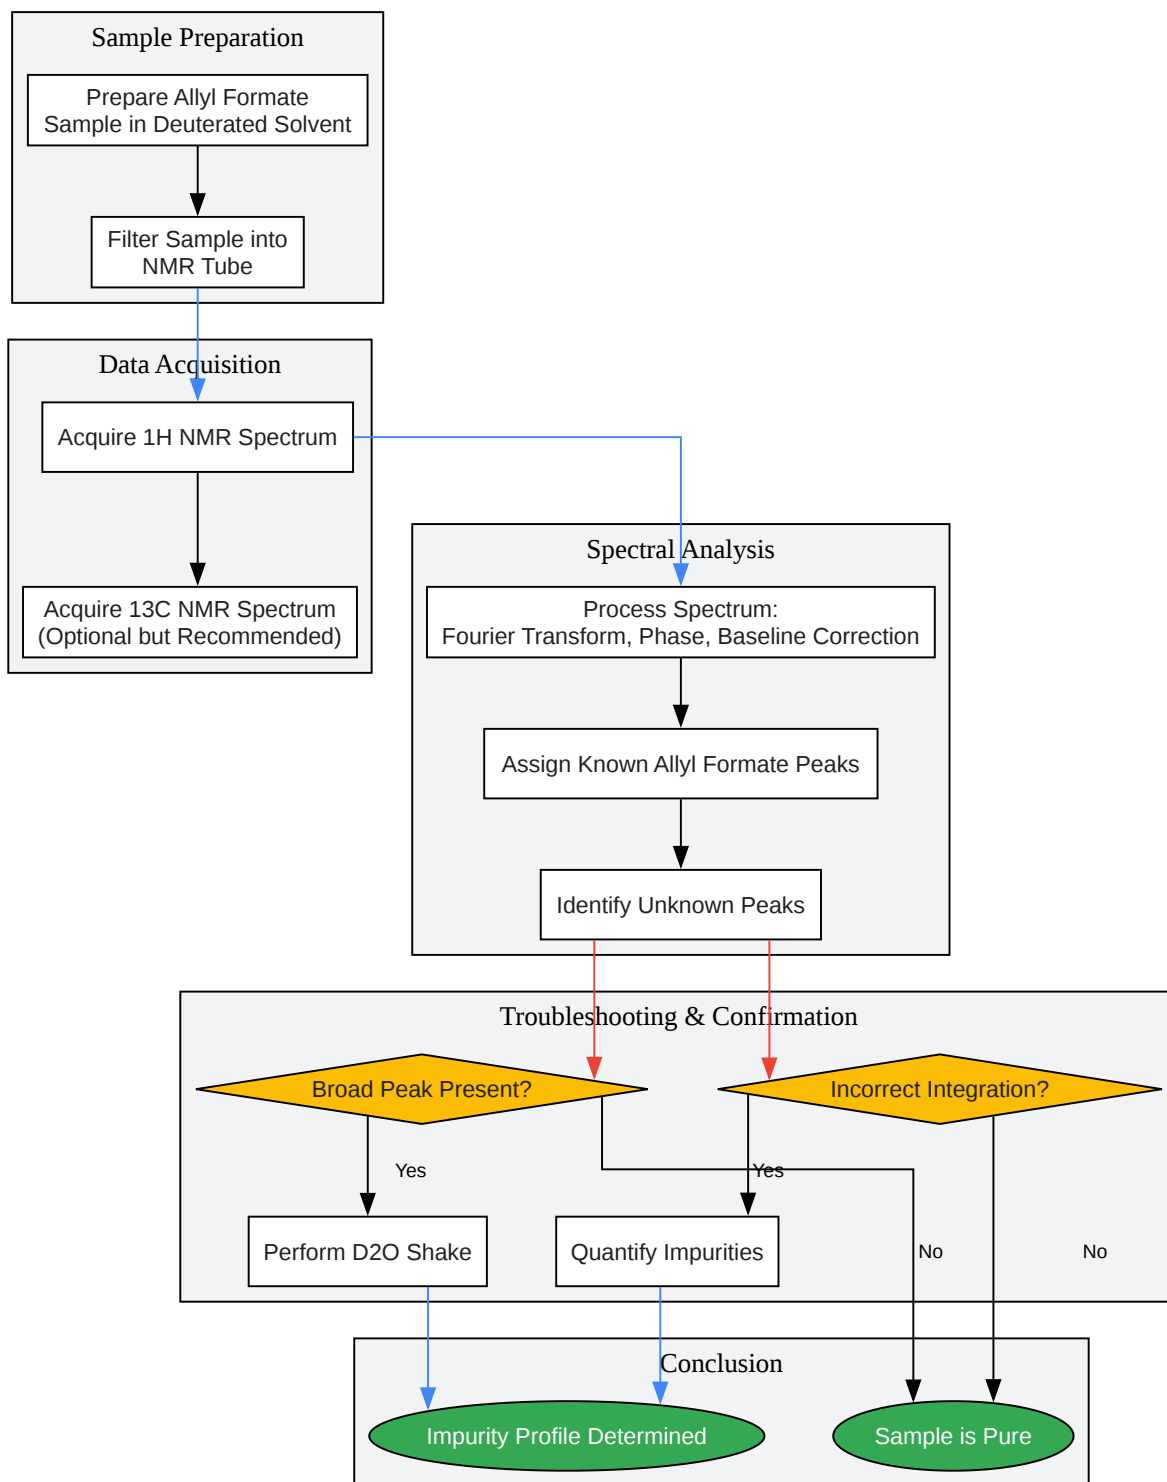 Sample Preparation
Prepare Allyl Formate
Sample in Deuterated Solvent
Filter Sample into
NMR Tube
Data Acquisition
Acquire 1H NMR Spectrum
Acquire 13C NMR Spectrum
(Optional but Recommended)
Spectral Analysis
Process Spectrum:
Fourier Transform, Phase, Baseline Correction
Assign Known Allyl Formate Peaks
Identify Unknown Peaks
Troubleshooting & Confirmation
Broad Peak Present?
Incorrect Integration?
Yes
Yes
Perform D2O Shake
Quantify Impurities
No
No
Conclusion
Impurity Profile Determined
Sample is Pure